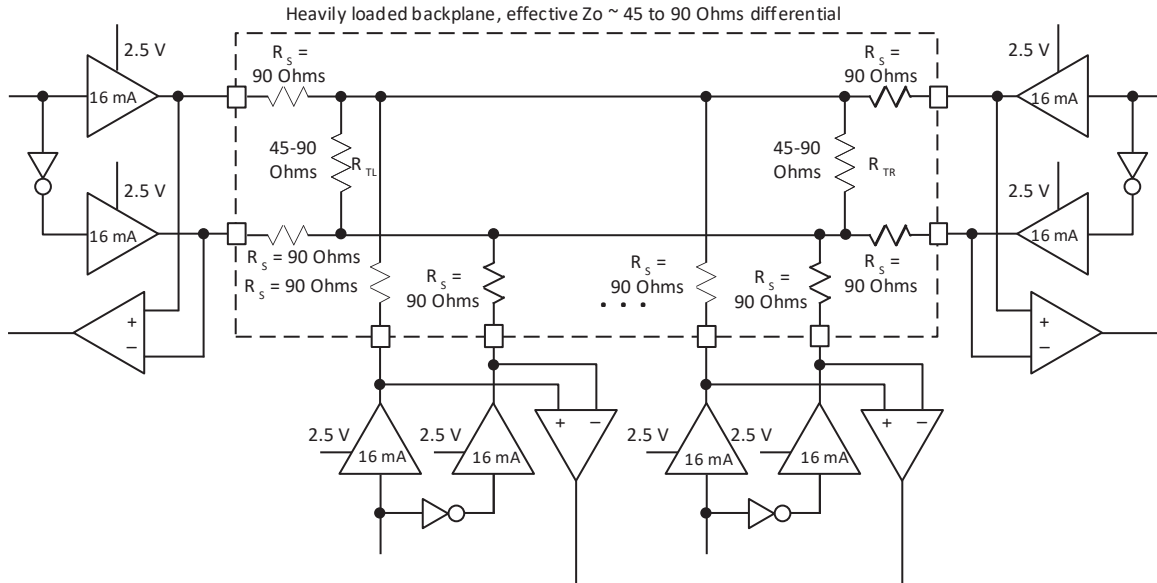 Heavily loaded backplane, effective Zo ~ 45 to 90 Ohms differential
2.5 V
16 mA
R S =
90 Ohms
R S =
90 Ohms
2.5 V
16 mA
45-90
Ohms
R TL
45-90
Ohms
R TR
2.5 V
16 mA
2.5 V
16 mA
R S = 90 Ohms
R S = 90 Ohms
R S =
90 Ohms
. . .
R S =
90 Ohms
R S =
90 Ohms
R S =
90 Ohms
+
−
+
−
+ −
+ −
2.5 V
16 mA
2.5 V
16 mA
2.5 V
16 mA
2.5 V
16 mA